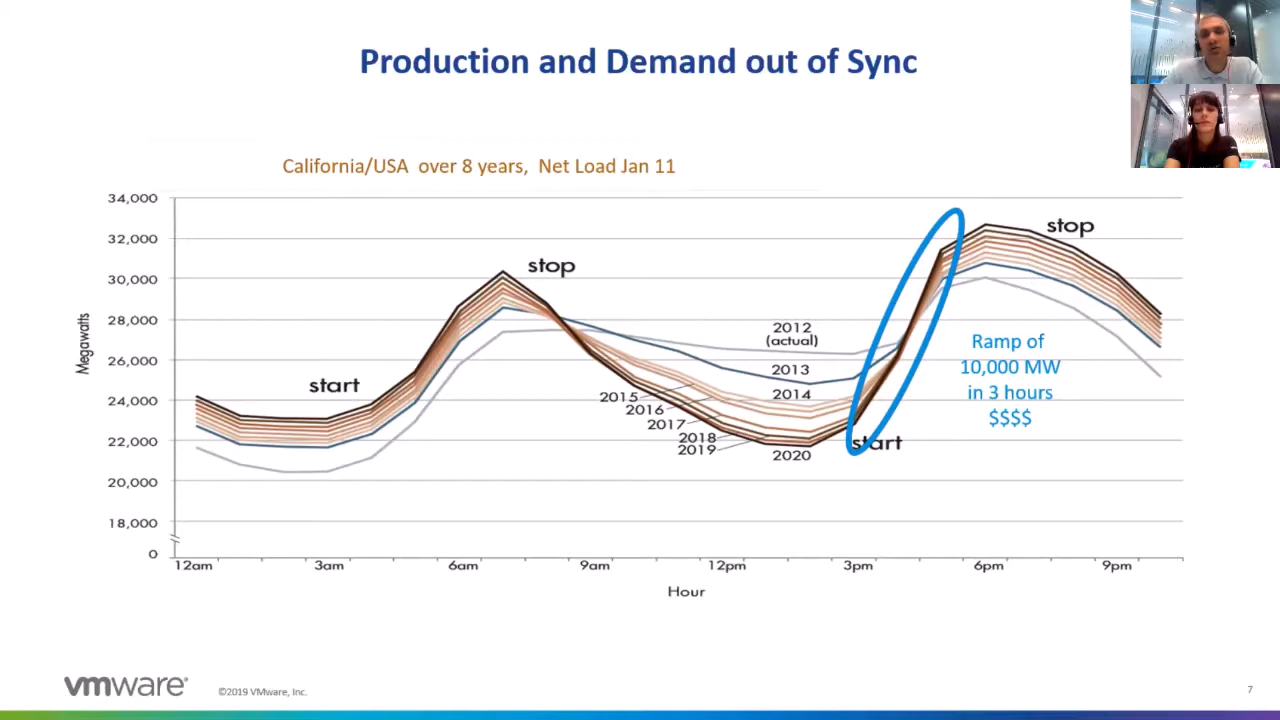 Production and Demand out of Sync
California/USA over 8 years, Net Load Jan 11
34,000
32,000
30,000
28,000
26,000
24,000
22,000
20,000
18,000
0
Megawatts
start
stop
2012
(actual)
2013
2014
2015
2016
2017
2018
2019
2020
start
stop
Ramp of
10,000 MW
in 3 hours
$$$$
12am
3am
6am
9am
12pm
3pm
6pm
9pm
Hour
vmware®
©2019 VMware, Inc.
7